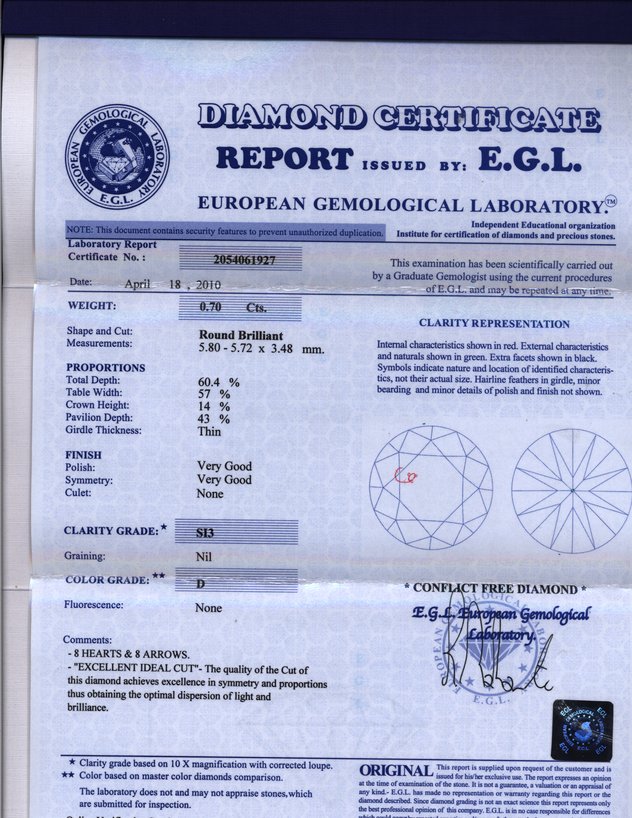 EUROPEAN GEMOLOGICAL LABORATORY
E.G.L.
DIAMOND CERTIFICATE
REPORT ISSUED BY: E.G.L.
EUROPEAN GEMOLOGICAL LABORATORY.™
NOTE: This document contains security features to prevent unauthorized duplication.
Independent Educational organization
Institute for certification of diamonds and precious stones.
Laboratory Report
Certificate No. : 2054061927
Date: April 18 , 2010
This examination has been scientifically carried out
by a Graduate Gemologist using the current procedures
of E.G.L. and may be repeated at any time.
WEIGHT: 0.70 Cts.
Shape and Cut: Round Brilliant
Measurements: 5.80 - 5.72 x 3.48 mm.
PROPORTIONS
Total Depth: 60.4 %
Table Width: 57 %
Crown Height: 14 %
Pavilion Depth: 43 %
Girdle Thickness: Thin
FINISH
Polish: Very Good
Symmetry: Very Good
Culet: None
CLARITY GRADE: ★ SI3
Graining: Nil
COLOR GRADE: ★★ D
Fluorescence: None
Comments:
- 8 HEARTS & 8 ARROWS.
- "EXCELLENT IDEAL CUT"- The quality of the Cut of
this diamond achieves excellence in symmetry and proportions
thus obtaining the optimal dispersion of light and
brilliance.
CLARITY REPRESENTATION
Internal characteristics shown in red. External characteristics
and naturals shown in green. Extra facets shown in black.
Symbols indicate nature and location of identified characteris-
tics, not their actual size. Hairline feathers in girdle, minor
bearding and minor details of polish and finish not shown.
* CONFLICT FREE DIAMOND *
E.G.L. European Gemological
Laboratory.
EUROPEAN GEMOLOGICAL LABORATORY
E.G.L.
EGL
EGL
EGL
EGL
EGL
★ Clarity grade based on 10 X magnification with corrected loupe.
★★ Color based on master color diamonds comparison.
The laboratory does not and may not appraise stones, which
are submitted for inspection.
ORIGINAL This report is supplied upon request of the customer and is
issued for his/her exclusive use. The report expresses an opinion
at the time of examination of the stone. It is not a guarantee, a valuation or an appraisal of
any kind.- E.G.L. has made no representation or warranty regarding this report or the
diamond described. Since diamond grading is not an exact science this report represents only
the best professional opinion of this company. E.G.L. is in no case responsible for differences